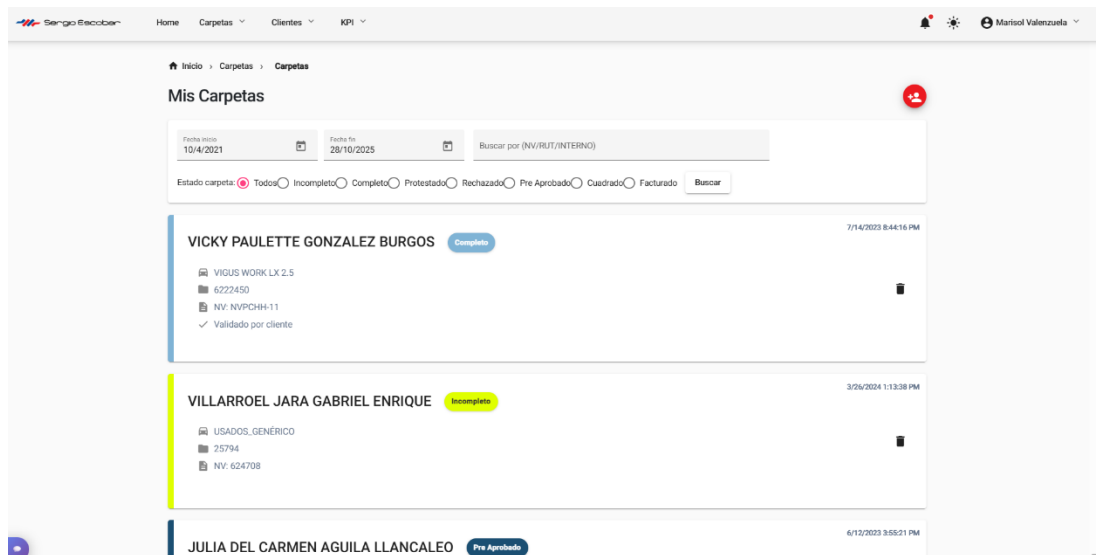 Sergio Escobar Home Carpetas Clientes KPI Marisol Valenzuela
Inicio › Carpetas › Carpetas
Mis Carpetas
Fecha inicio Fecha fin
10/4/2021 28/10/2025 Buscar por (NV/RUT/INTERNO)
Estado carpeta: Todos Incompleto Completo Protestado Rechazado Pre Aprobado Cuadrado Facturado Buscar
7/14/2023 8:44:16 PM
VICKY PAULETTE GONZALEZ BURGOS Completo
VIGUS WORK LX 2.5
6222450
NV: NVPCHH-11
Validado por cliente
3/26/2024 1:13:38 PM
VILLARROEL JARA GABRIEL ENRIQUE Incompleto
USADOS_GENÉRICO
25794
NV: 624708
6/12/2023 3:55:21 PM
JULIA DEL CARMEN AGUILA LLANCALEO Pre Aprobado